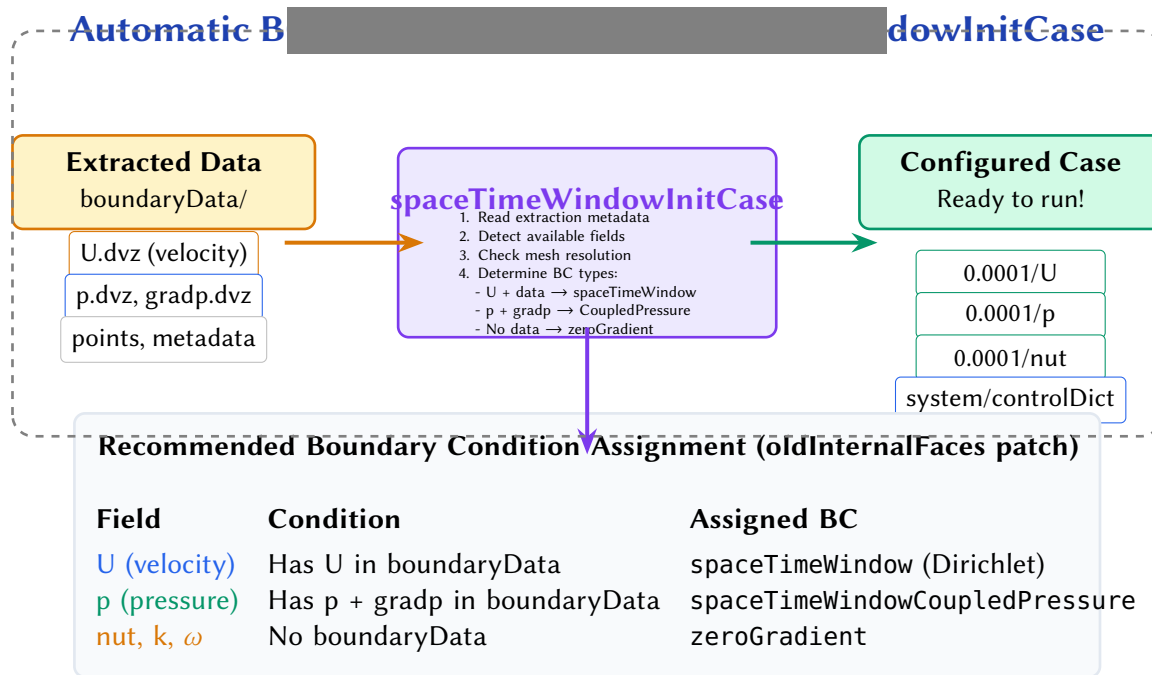 Automatic B
dowInitCase
Extracted Data
boundaryData/
U.dvz (velocity)
p.dvz, gradp.dvz
points, metadata
spaceTimeWindowInitCase
1. Read extraction metadata
2. Detect available fields
3. Check mesh resolution
4. Determine BC types:
- U + data → spaceTimeWindow
- p + gradp → CoupledPressure
- No data → zeroGradient
Configured Case
Ready to run!
0.0001/U
0.0001/p
0.0001/nut
system/controlDict
Recommended Boundary Condition Assignment (oldInternalFaces patch)
Field Condition Assigned BC
U (velocity) Has U in boundaryData spaceTimeWindow (Dirichlet)
p (pressure) Has p + gradp in boundaryData spaceTimeWindowCoupledPressure
nut, k, ω No boundaryData zeroGradient